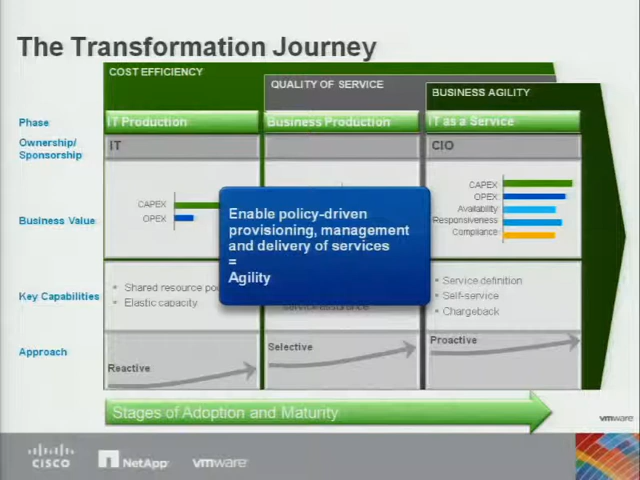 The Transformation Journey
COST EFFICIENCY
QUALITY OF SERVICE
BUSINESS AGILITY
Phase
IT Production
Business Production
IT as a Service
Ownership/
Sponsorship
IT
CIO
Business Value
CAPEX
OPEX
CAPEX
OPEX
Availability
Responsiveness
Compliance
Enable policy-driven
provisioning, management
and delivery of services
=
Agility
Key Capabilities
• Shared resource
• Elastic capacity
• Service definition
• Self-service
• Chargeback
Approach
Reactive
Selective
Proactive
Stages of Adoption and Maturity
vmware
CISCO
NetApp
vmware